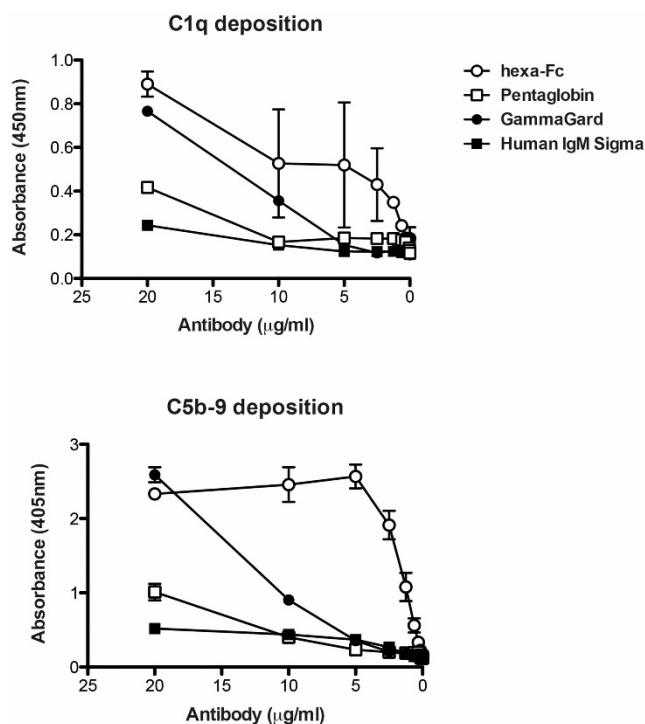 C1q deposition
1.0
0.8
0.6
0.4
0.2
0.0
Absorbance (450nm)
25 20 15 10 5 0
Antibody (μg/ml)
hexa-Fc
Pentaglobin
GammaGard
Human IgM Sigma
C5b-9 deposition
3
2
1
0
Absorbance (405nm)
25 20 15 10 5 0
Antibody (μg/ml)